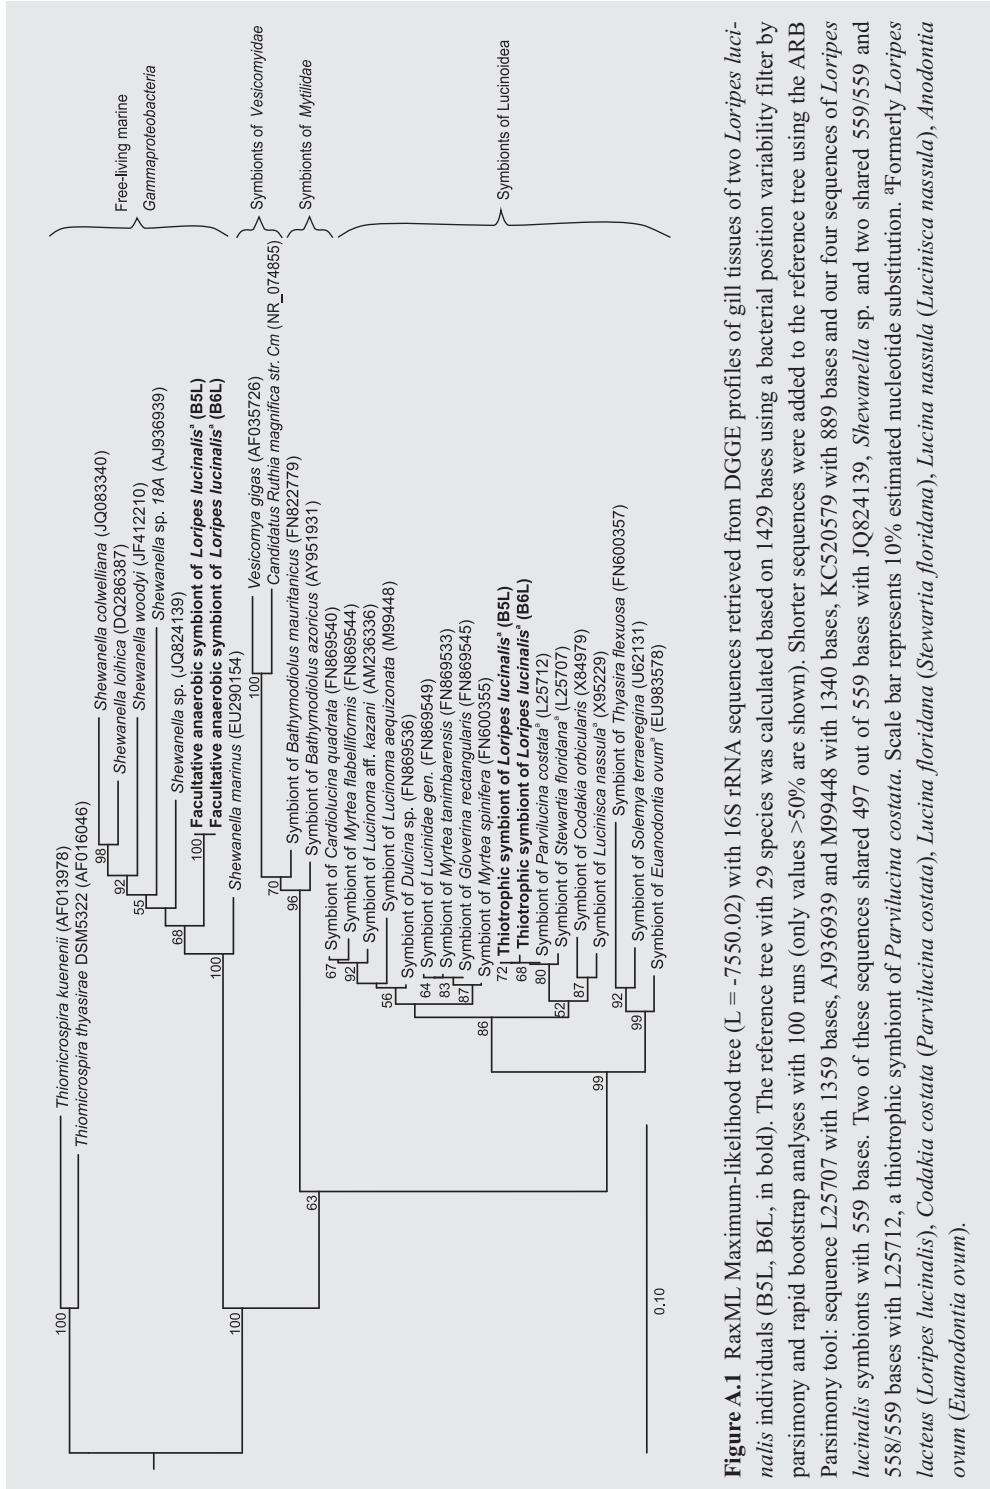 Thiomicrospira kuenenii (AF013978)
Thiomicrospira thyasirae DSM5322 (AF016046)
100
Shewanella colwelliana (JQ083340)
Shewanella loihica (DQ286387)
98
Shewanella woodyi (JF412210)
92
Shewanella sp. 18A (AJ936939)
55
Shewanella sp. (JQ824139)
Facultative anaerobic symbiont of Loripes lucinalisᵃ (B5L)
Facultative anaerobic symbiont of Loripes lucinalisᵃ (B6L)
100
68
Shewanella marinus (EU290154)
100
100
Free-living marine
Gammaproteobacteria
Vesicomya gigas (AF035726)
Candidatus Ruthia magnifica str. Cm (NR_074855)
100
Symbionts of Vesicomyidae
Symbiont of Bathymodiolus mauritanicus (FN822779)
70
Symbiont of Bathymodiolus azoricus (AY951931)
96
Symbionts of Mytilidae
63
Symbiont of Cardiolucina quadrata (FN869540)
67
Symbiont of Myrtea flabelliformis (FN869544)
92
Symbiont of Lucinoma aff. kazani (AM236336)
Symbiont of Lucinoma aequizonata (M99448)
56
Symbiont of Dulcina sp. (FN869536)
Symbiont of Lucinidae gen. (FN869549)
64
Symbiont of Myrtea tanimbarensis (FN869533)
83
Symbiont of Gloverina rectangularis (FN869545)
87
Symbiont of Myrtea spinifera (FN600355)
86
Thiotrophic symbiont of Loripes lucinalisᵃ (B5L)
72
Thiotrophic symbiont of Loripes lucinalisᵃ (B6L)
68
Symbiont of Parvilucina costataᵃ (L25712)
80
Symbiont of Stewartia floridanaᵃ (L25707)
52
Symbiont of Codakia orbicularis (X84979)
87
Symbiont of Lucinisca nassulaᵃ (X95229)
99
Symbiont of Thyasira flexuosa (FN600357)
92
Symbiont of Solemya terraeregina (U62131)
99
Symbiont of Euanodontia ovumᵃ (EU983578)
Symbionts of Lucinoidea
0.10
Figure A.1 RaxML Maximum-likelihood tree (L = -7550.02) with 16S rRNA sequences retrieved from DGGE profiles of gill tissues of two Loripes luci-
nalis individuals (B5L, B6L, in bold). The reference tree with 29 species was calculated based on 1429 bases using a bacterial position variability filter by
parsimony and rapid bootstrap analyses with 100 runs (only values >50% are shown). Shorter sequences were added to the reference tree using the ARB
Parsimony tool: sequence L25707 with 1359 bases, AJ936939 and M99448 with 1340 bases, KC520579 with 889 bases and our four sequences of Loripes
lucinalis symbionts with 559 bases. Two of these sequences shared 497 out of 559 bases with JQ824139, Shewanella sp. and two shared 559/559 and
558/559 bases with L25712, a thiotrophic symbiont of Parvilucina costata. Scale bar represents 10% estimated nucleotide substitution. ᵃFormerly Loripes
lacteus (Loripes lucinalis), Codakia costata (Parvilucina costata), Lucina floridana (Stewartia floridana), Lucina nassula (Lucinisca nassula), Anodontia
ovum (Euanodontia ovum).